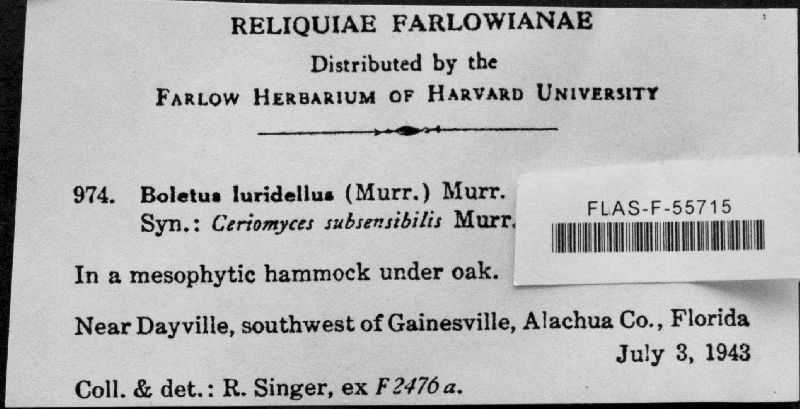 RELIQUIAE FARLOWIANAE
Distributed by the
FARLOW HERBARIUM OF HARVARD UNIVERSITY
974. Boletus luridellus (Murr.) Murr.
Syn.: Ceriomyces subsensibilis Murr.
FLAS-F-55715
In a mesophytic hammock under oak.
Near Dayville, southwest of Gainesville, Alachua Co., Florida
July 3, 1943
Coll. & det.: R. Singer, ex F2476a.